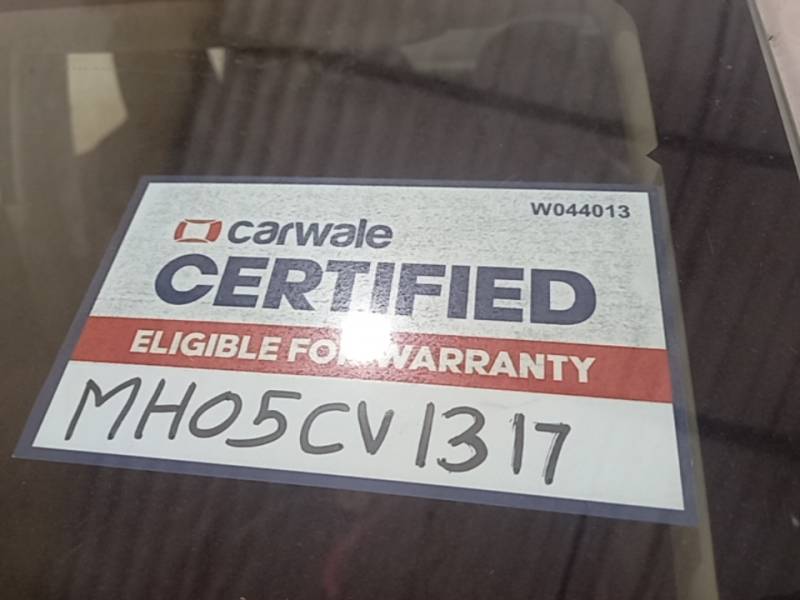 W044013
carwale
CERTIFIED
ELIGIBLE FOR WARRANTY
MH05CV1317